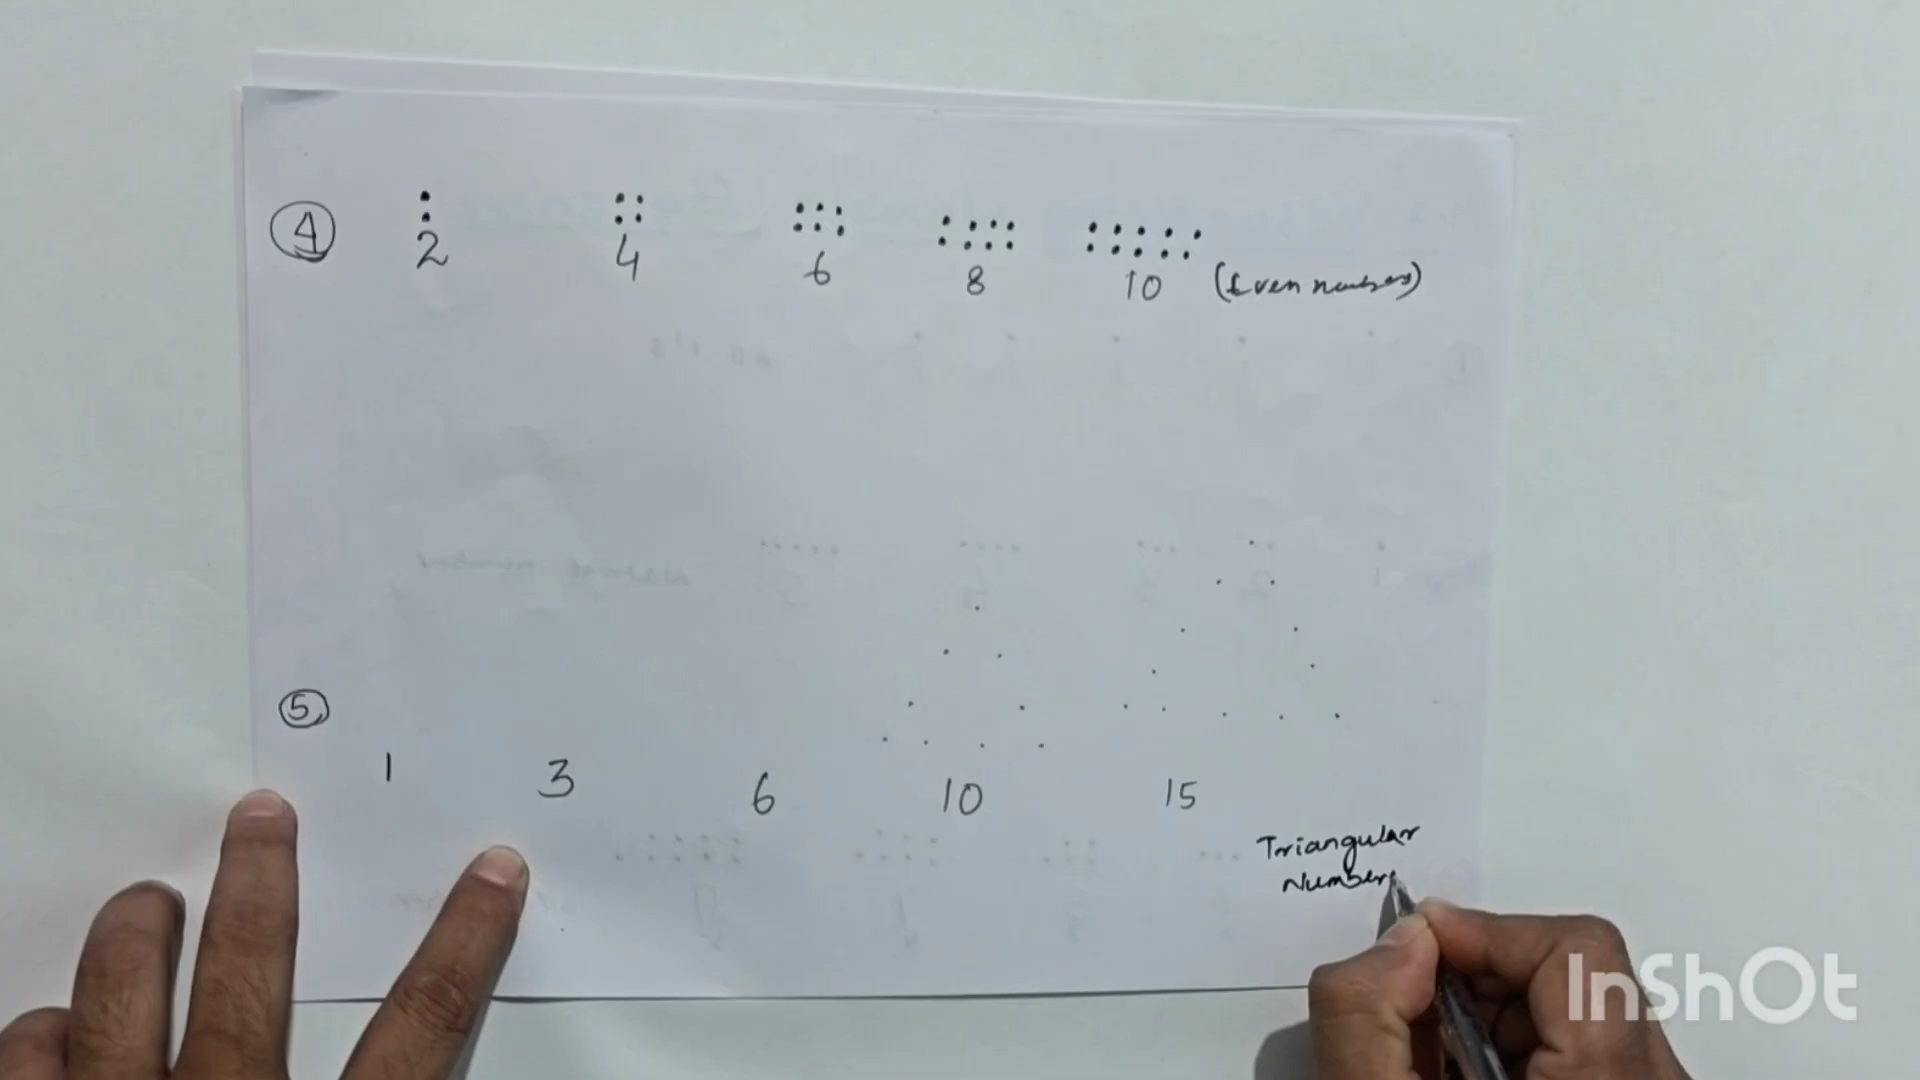 4
2 4 6 8 10 (Even numbers)
5
1 3 6 10 15
Triangular
Numbers
InShOt